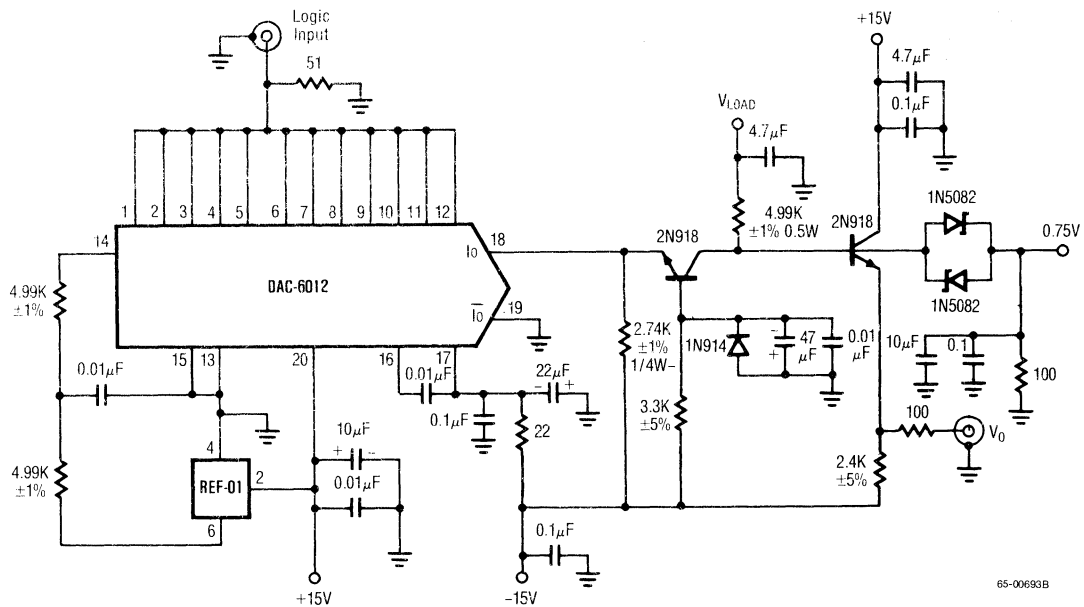 Logic
Input
51
+15V
4.7µF
0.1µF
VLOAD
4.7µF
1 2 3 4 5 6 7 8 9 10 11 12
14
IO 18
DAC-6012
I̅O̅ 19
4.99K
±1%
4.99K
±1% 0.5W
2N918
2N918
1N5082
0.75V
1N5082
15 13 20 16 17
0.01µF
0.01µF
22µF
- +
0.1µF
22
2.74K
±1%
1/4W-
1N914
-
+
47
µF
0.01
µF
10µF
0.1
100
3.3K
±5%
4
4.99K
±1%
REF-01
2
6
10µF
+ -
0.01µF
100
VO
2.4K
±5%
0.1µF
+15V
-15V
65-00693B